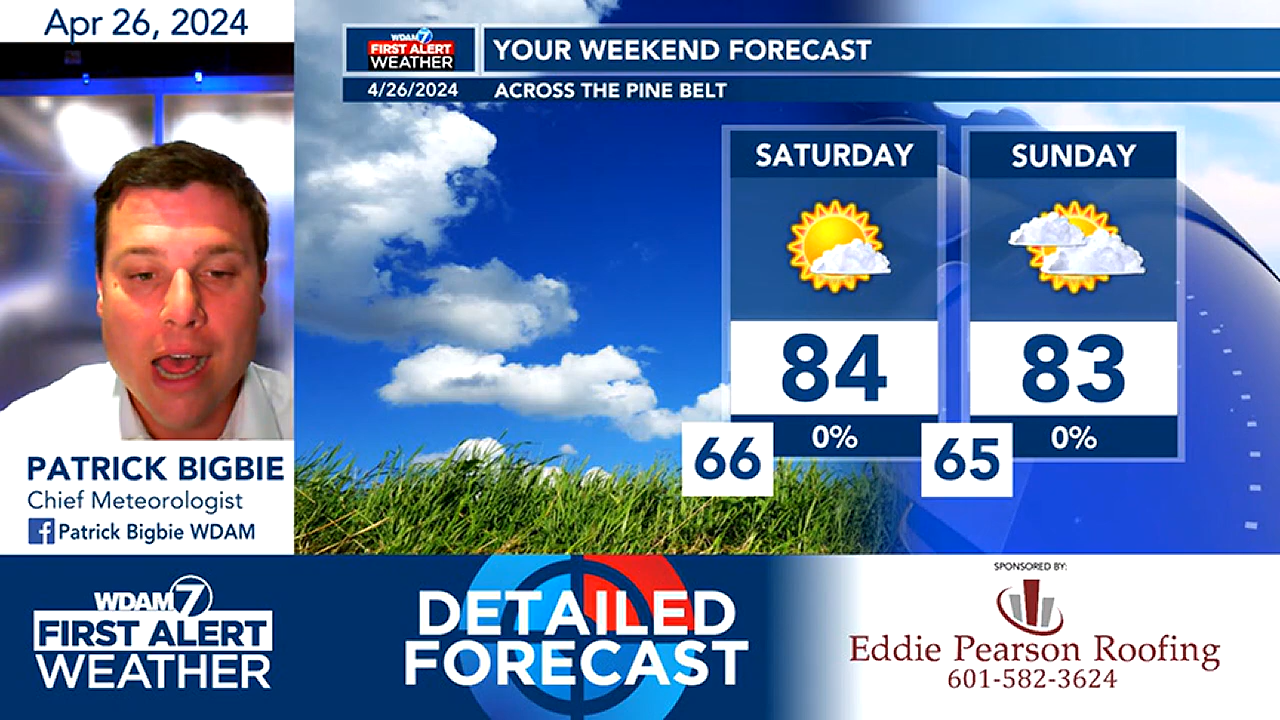 Apr 26, 2024
WDAM 7
FIRST ALERT
WEATHER
YOUR WEEKEND FORECAST
4/26/2024
ACROSS THE PINE BELT
SATURDAY
SUNDAY
84
83
66
0%
65
0%
PATRICK BIGBIE
Chief Meteorologist
Patrick Bigbie WDAM
WDAM 7
FIRST ALERT
WEATHER
DETAILED
FORECAST
SPONSORED BY:
Eddie Pearson Roofing
601-582-3624